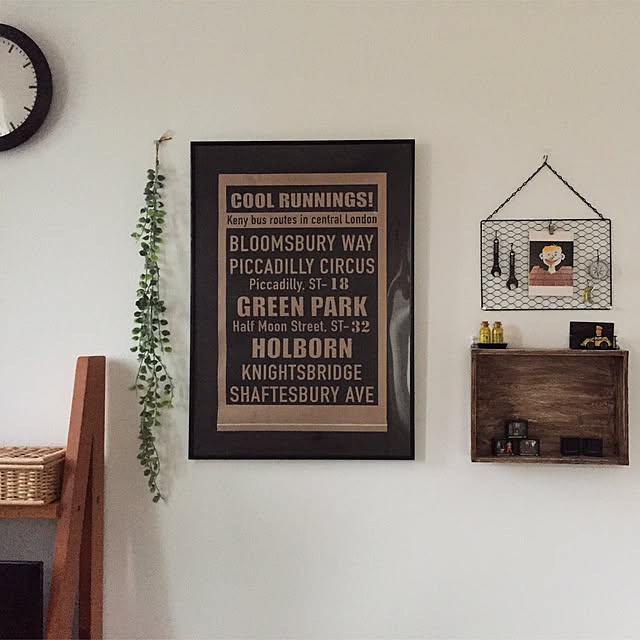 COOL RUNNINGS!
Keny bus routes in central London
BLOOMSBURY WAY
PICCADILLY CIRCUS
Piccadilly, ST-18
GREEN PARK
Half Moon Street, ST-32
HOLBORN
KNIGHTSBRIDGE
SHAFTESBURY AVE